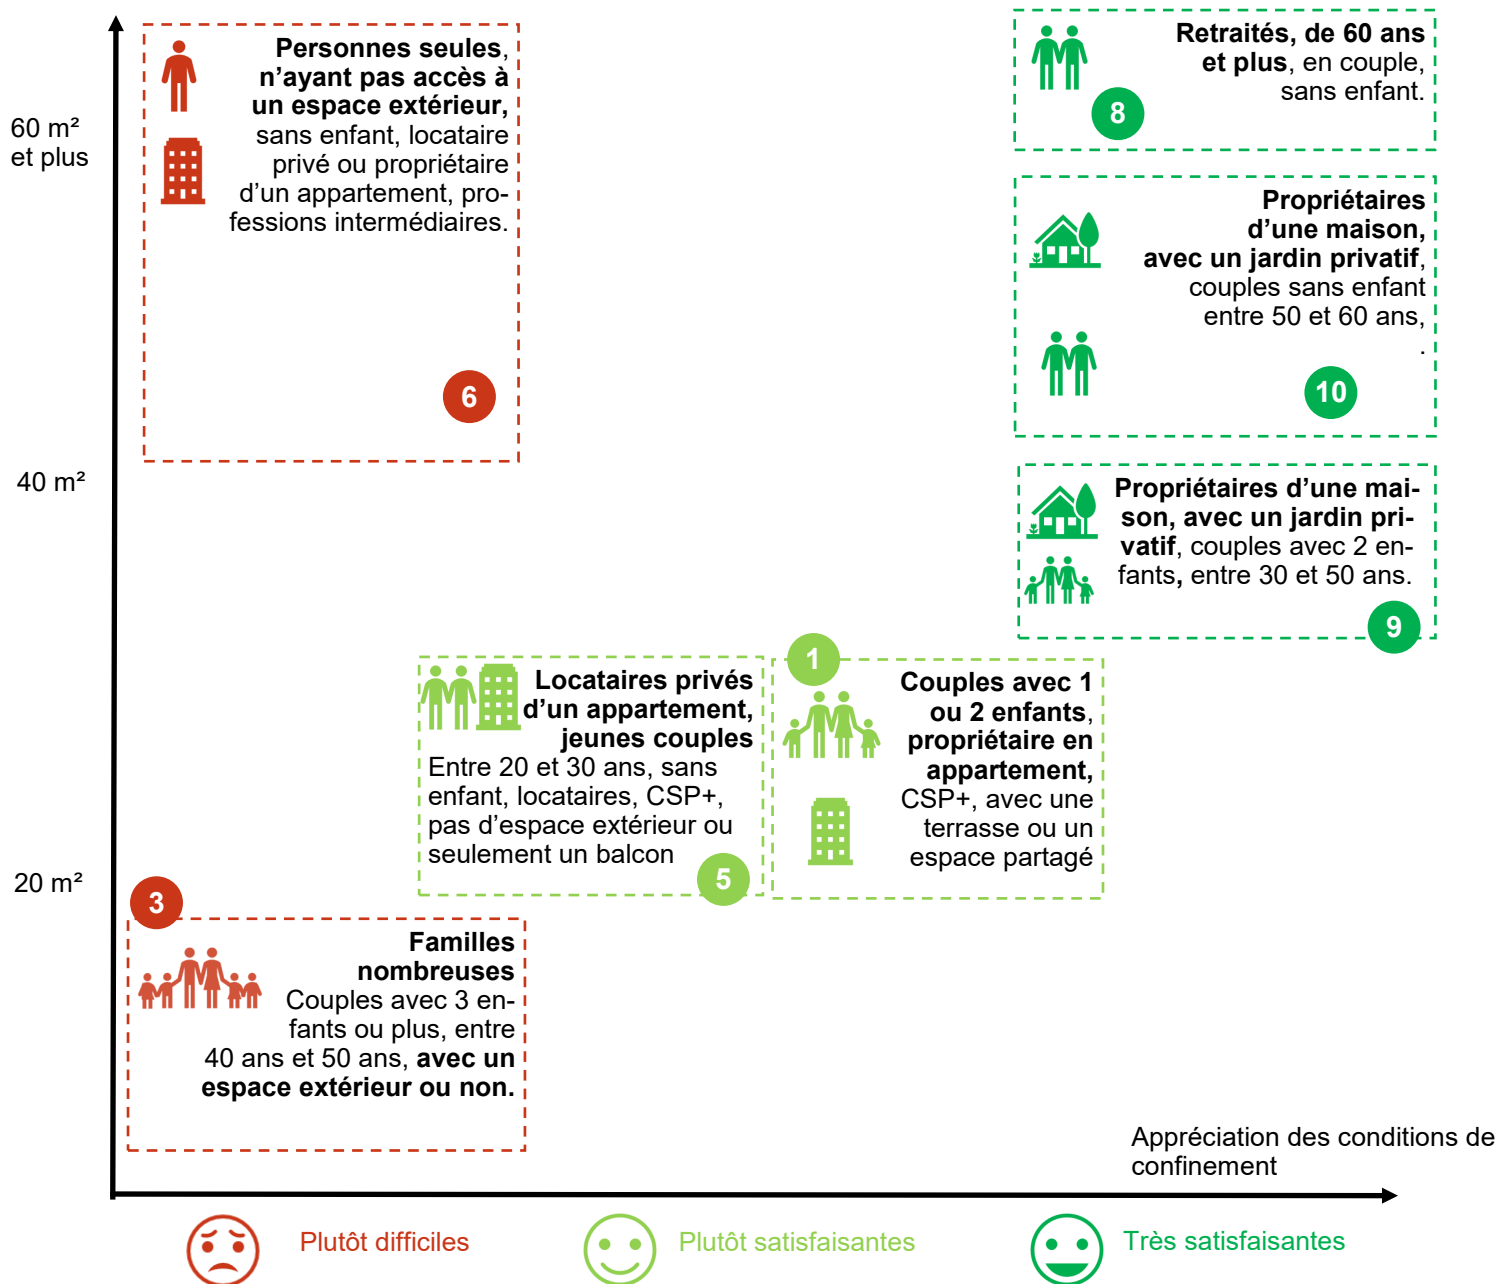 60 m²
et plus
40 m²
20 m²
Personnes seules,
n’ayant pas accès à
un espace extérieur,
sans enfant, locataire
privé ou propriétaire
d’un appartement, pro-
fessions intermédiaires.
6
Retraités, de 60 ans
et plus, en couple,
sans enfant.
8
Propriétaires
d’une maison,
avec un jardin privatif,
couples sans enfant
entre 50 et 60 ans,
.
10
Propriétaires d’une mai-
son, avec un jardin pri-
vatif, couples avec 2 en-
fants, entre 30 et 50 ans.
9
Locataires privés
d’un appartement,
jeunes couples
Entre 20 et 30 ans, sans
enfant, locataires, CSP+,
pas d’espace extérieur ou
seulement un balcon
5
1
Couples avec 1
ou 2 enfants,
propriétaire en
appartement,
CSP+, avec une
terrasse ou un
espace partagé
3
Familles
nombreuses
Couples avec 3 en-
fants ou plus, entre
40 ans et 50 ans, avec un
espace extérieur ou non.
Appréciation des conditions de
confinement
Plutôt difficiles
Plutôt satisfaisantes
Très satisfaisantes